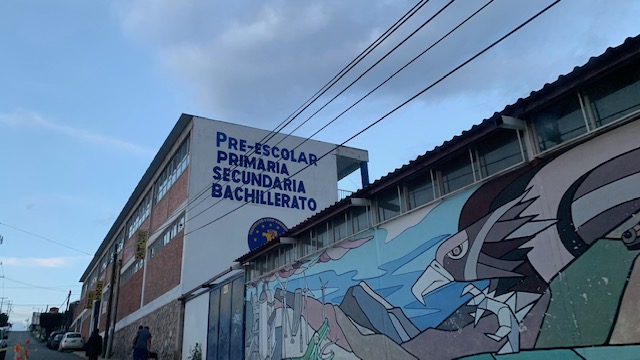 PRE-ESCOLAR
PRIMARIA
SECUNDARIA
BACHILLERATO